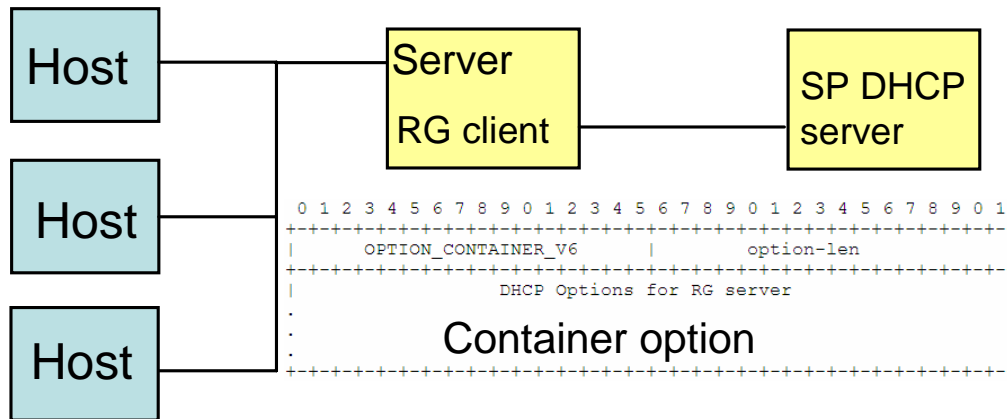 Host
Server
RG client
SP DHCP
server
Host
0 1 2 3 4 5 6 7 8 9 0 1 2 3 4 5 6 7 8 9 0 1 2 3 4 5 6 7 8 9 0 1
+-+-+-+-+-+-+-+-+-+-+-+-+-+-+-+-+-+-+-+-+-+-+-+-+-+-+-+-+-+-+-+-
| OPTION_CONTAINER_V6 | option-len
+-+-+-+-+-+-+-+-+-+-+-+-+-+-+-+-+-+-+-+-+-+-+-+-+-+-+-+-+-+-+-+-
| DHCP Options for RG server
.
.
.
Container option
+-+-+-+-+-+-+-+-+-+-+-+-+-+-+-+-+-+-+-+-+-+-+-+-+-+-+-+-+-+-+-+-
Host